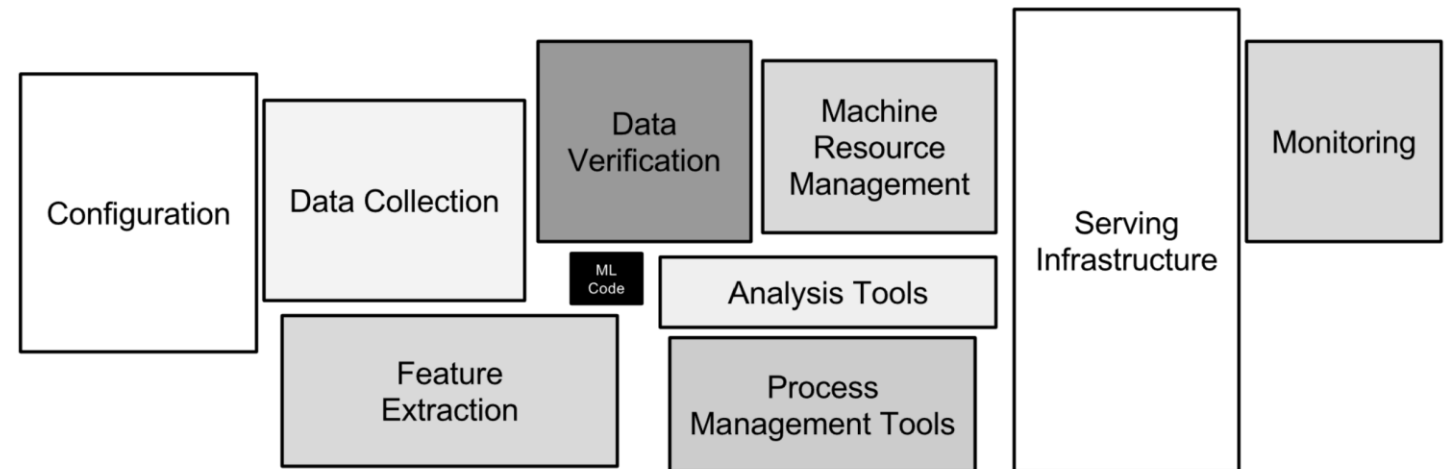 Configuration
Data Collection
Feature
Extraction
Data
Verification
ML
Code
Machine
Resource
Management
Analysis Tools
Process
Management Tools
Serving
Infrastructure
Monitoring